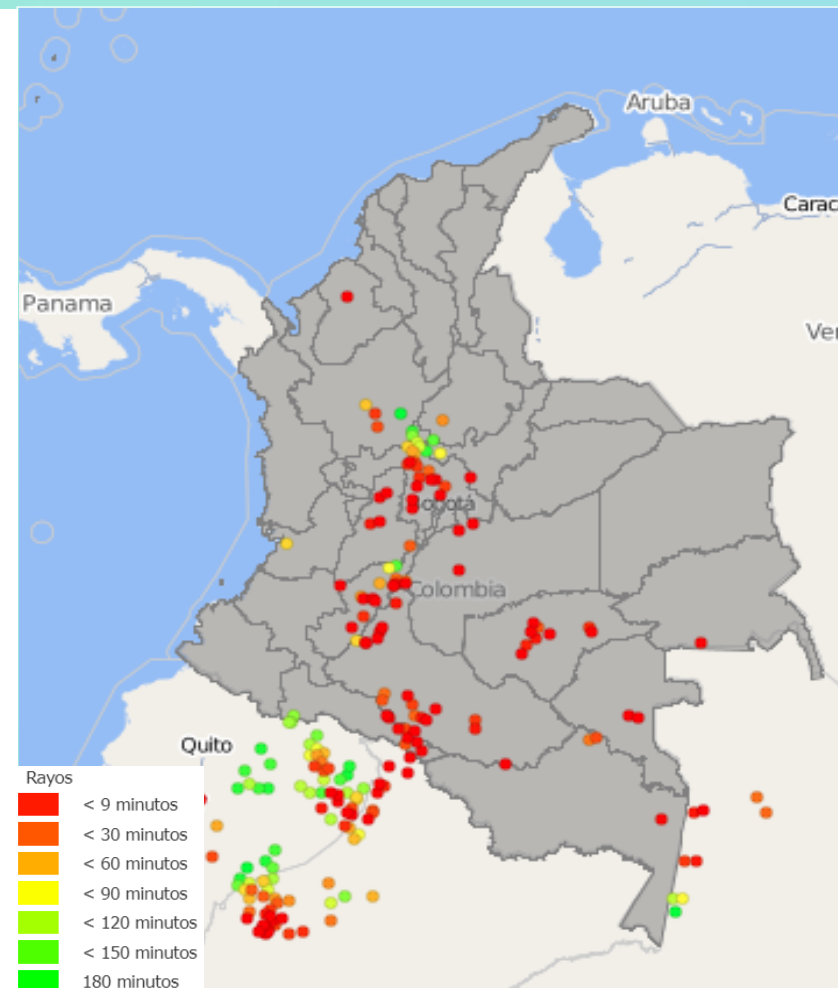 Aruba
Carac
Panama
Ver
Bogotá
Colombia
Quito
Rayos
< 9 minutos
< 30 minutos
< 60 minutos
< 90 minutos
< 120 minutos
< 150 minutos
180 minutos